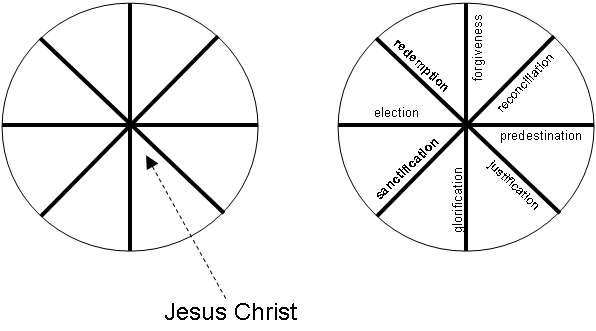 redemption
forgiveness
reconciliation
election
predestination
sanctification
glorification
justification
Jesus Christ